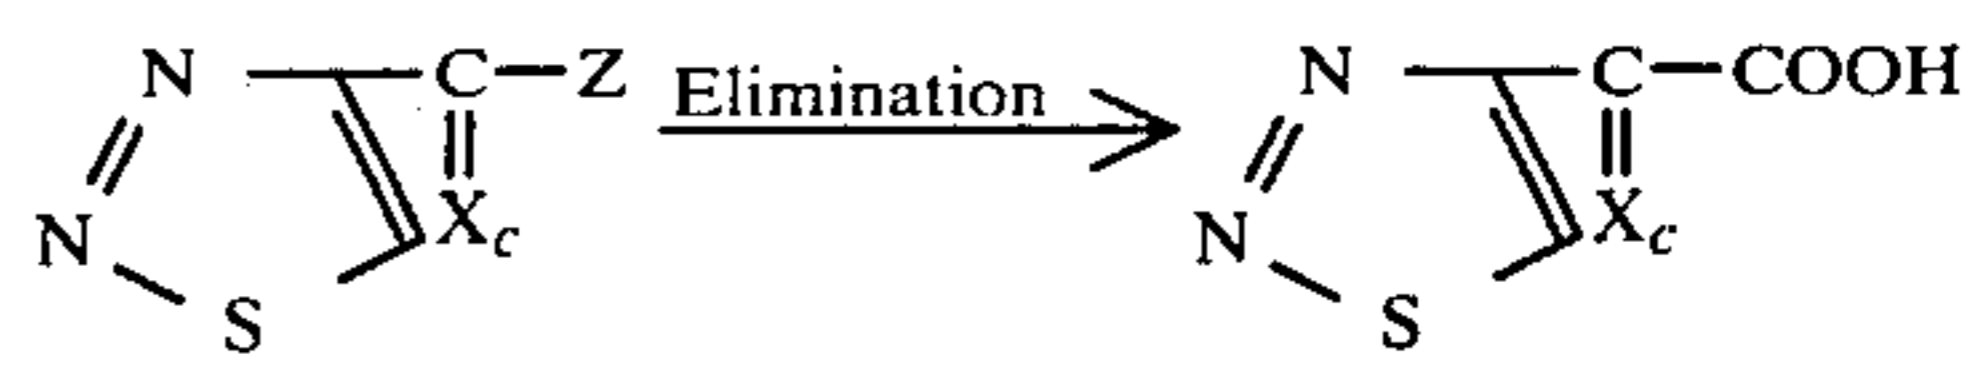 N C-Z Elimination N C-COOH
N X_c N X_c
S S